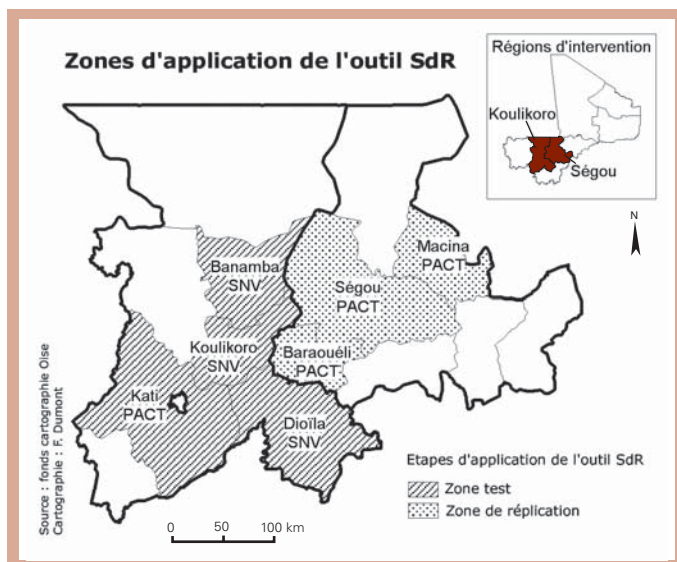 Zones d'application de l'outil SdR
Régions d'intervention
Koulikoro
Ségou
N
Macina
PACT
Banamba
SNV
Ségou
PACT
Koulikoro
SNV
Baraouéli
PACT
Kati
PACT
Dioïla
SNV
Etapes d'application de l'outil SdR
Zone test
Zone de réplication
0 50 100 km
Source : fonds cartographie Oise
Cartographie : F. Dumont